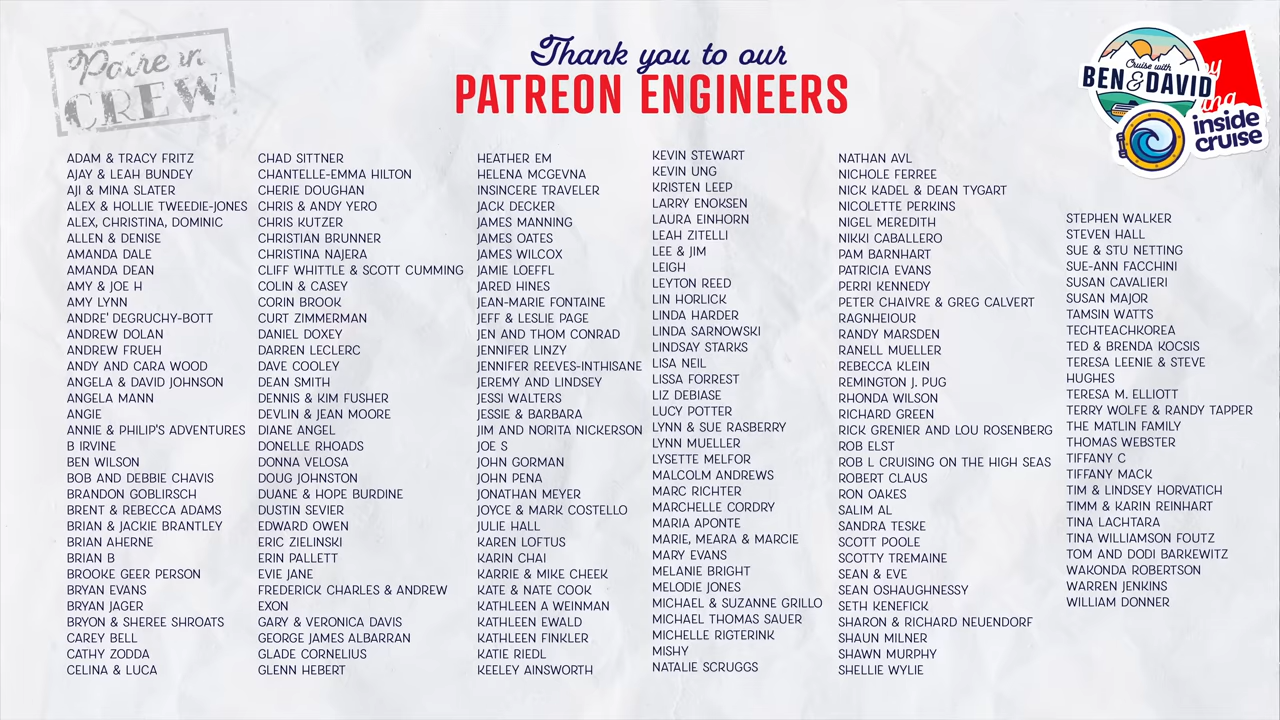 Thank you to our
PATREON ENGINEERS
CREW
Cruise with
BEN & DAVID
inside
cruise
ADAM & TRACY FRITZ
AJAY & LEAH BUNDEY
AJI & MINA SLATER
ALEX & HOLLIE TWEEDIE-JONES
ALEX, CHRISTINA, DOMINIC
ALLEN & DENISE
AMANDA DALE
AMANDA DEAN
AMY & JOE H
AMY LYNN
ANDRE' DEGRUCHY-BOTT
ANDREW DOLAN
ANDREW FRUEH
ANDY AND CARA WOOD
ANGELA & DAVID JOHNSON
ANGELA MANN
ANGIE
ANNIE & PHILIP'S ADVENTURES
B IRVINE
BEN WILSON
BOB AND DEBBIE CHAVIS
BRANDON GOBLIRSCH
BRENT & REBECCA ADAMS
BRIAN & JACKIE BRANTLEY
BRIAN AHERNE
BRIAN B
BROOKE GEER PERSON
BRYAN EVANS
BRYAN JAGER
BRYON & SHEREE SHROATS
CAREY BELL
CATHY ZODDA
CELINA & LUCA
CHAD SITTNER
CHANTELLE-EMMA HILTON
CHERIE DOUGHAN
CHRIS & ANDY YERO
CHRIS KUTZER
CHRISTIAN BRUNNER
CHRISTINA NAJERA
CLIFF WHITTLE & SCOTT CUMMING
COLIN & CASEY
CORIN BROOK
CURT ZIMMERMAN
DANIEL DOXEY
DARREN LECLERC
DAVE COOLEY
DEAN SMITH
DENNIS & KIM FUSHER
DEVLIN & JEAN MOORE
DIANE ANGEL
DONELLE RHOADS
DONNA VELOSA
DOUG JOHNSTON
DUANE & HOPE BURDINE
DUSTIN SEVIER
EDWARD OWEN
ERIC ZIELINSKI
ERIN PALLETT
EVIE JANE
FREDERICK CHARLES & ANDREW
EXON
GARY & VERONICA DAVIS
GEORGE JAMES ALBARRAN
GLADE CORNELIUS
GLENN HEBERT
HEATHER EM
HELENA MCGEVNA
INSINCERE TRAVELER
JACK DECKER
JAMES MANNING
JAMES OATES
JAMES WILCOX
JAMIE LOEFFL
JARED HINES
JEAN-MARIE FONTAINE
JEFF & LESLIE PAGE
JEN AND THOM CONRAD
JENNIFER LINZY
JENNIFER REEVES-INTHISANE
JEREMY AND LINDSEY
JESSI WALTERS
JESSIE & BARBARA
JIM AND NORITA NICKERSON
JOE S
JOHN GORMAN
JOHN PENA
JONATHAN MEYER
JOYCE & MARK COSTELLO
JULIE HALL
KAREN LOFTUS
KARIN CHAI
KARRIE & MIKE CHEEK
KATE & NATE COOK
KATHLEEN A WEINMAN
KATHLEEN EWALD
KATHLEEN FINKLER
KATIE RIEDL
KEELEY AINSWORTH
KEVIN STEWART
KEVIN UNG
KRISTEN LEEP
LARRY ENOKSEN
LAURA EINHORN
LEAH ZITELLI
LEE & JIM
LEIGH
LEYTON REED
LIN HORLICK
LINDA HARDER
LINDA SARNOWSKI
LINDSAY STARKS
LISA NEIL
LISSA FORREST
LIZ DEBIASE
LUCY POTTER
LYNN & SUE RASBERRY
LYNN MUELLER
LYSETTE MELFOR
MALCOLM ANDREWS
MARC RICHTER
MARCHELLE CORDRY
MARIA APONTE
MARIE, MEARA & MARCIE
MARY EVANS
MELANIE BRIGHT
MELODIE JONES
MICHAEL & SUZANNE GRILLO
MICHAEL THOMAS SAUER
MICHELLE RIGTERINK
MISHY
NATALIE SCRUGGS
NATHAN AVL
NICHOLE FERREE
NICK KADEL & DEAN TYGART
NICOLETTE PERKINS
NIGEL MEREDITH
NIKKI CABALLERO
PAM BARNHART
PATRICIA EVANS
PERRI KENNEDY
PETER CHAIVRE & GREG CALVERT
RAGNHEIOUR
RANDY MARSDEN
RANELL MUELLER
REBECCA KLEIN
REMINGTON J. PUG
RHONDA WILSON
RICHARD GREEN
RICK GRENIER AND LOU ROSENBERG
ROB ELST
ROB L CRUISING ON THE HIGH SEAS
ROBERT CLAUS
RON OAKES
SALIM AL
SANDRA TESKE
SCOTT POOLE
SCOTTY TREMAINE
SEAN & EVE
SEAN OSHAUGHNESSY
SETH KENEFICK
SHARON & RICHARD NEUENDORF
SHAUN MILNER
SHAWN MURPHY
SHELLIE WYLIE
STEPHEN WALKER
STEVEN HALL
SUE & STU NETTING
SUE-ANN FACCHINI
SUSAN CAVALIERI
SUSAN MAJOR
TAMSIN WATTS
TECHTEACHKOREA
TED & BRENDA KOCSIS
TERESA LEENIE & STEVE
HUGHES
TERESA M. ELLIOTT
TERRY WOLFE & RANDY TAPPER
THE MATLIN FAMILY
THOMAS WEBSTER
TIFFANY C
TIFFANY MACK
TIM & LINDSEY HORVATICH
TIMM & KARIN REINHART
TINA LACHTARA
TINA WILLIAMSON FOUTZ
TOM AND DODI BARKEWITZ
WAKONDA ROBERTSON
WARREN JENKINS
WILLIAM DONNER